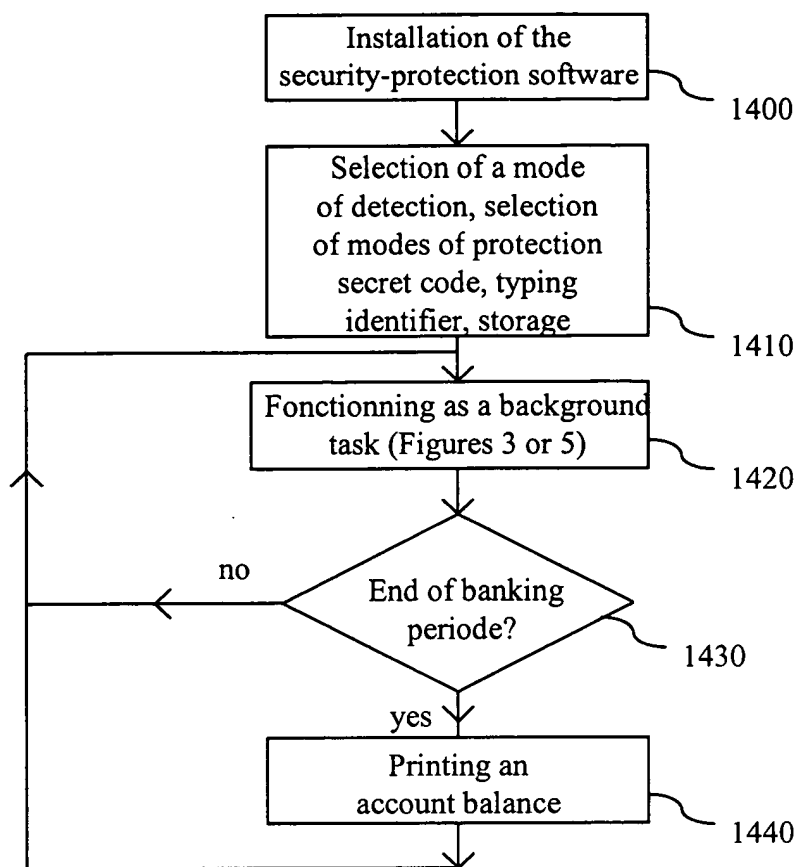 Installation of the
security-protection software
1400
Selection of a mode
of detection, selection
of modes of protection
secret code, typing
identifier, storage
1410
Fonctionning as a background
task (Figures 3 or 5)
1420
no
End of banking
periode?
1430
yes
Printing an
account balance
1440